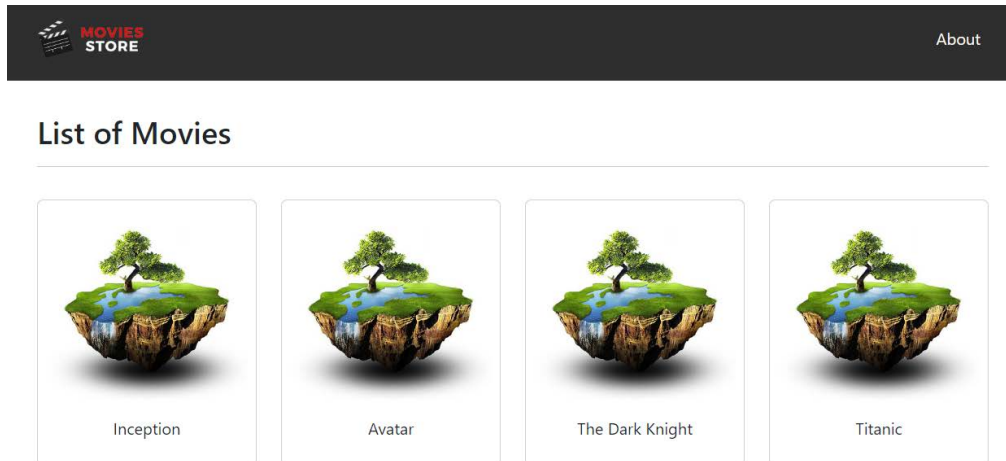 MOVIES
STORE
About
List of Movies
Inception
Avatar
The Dark Knight
Titanic